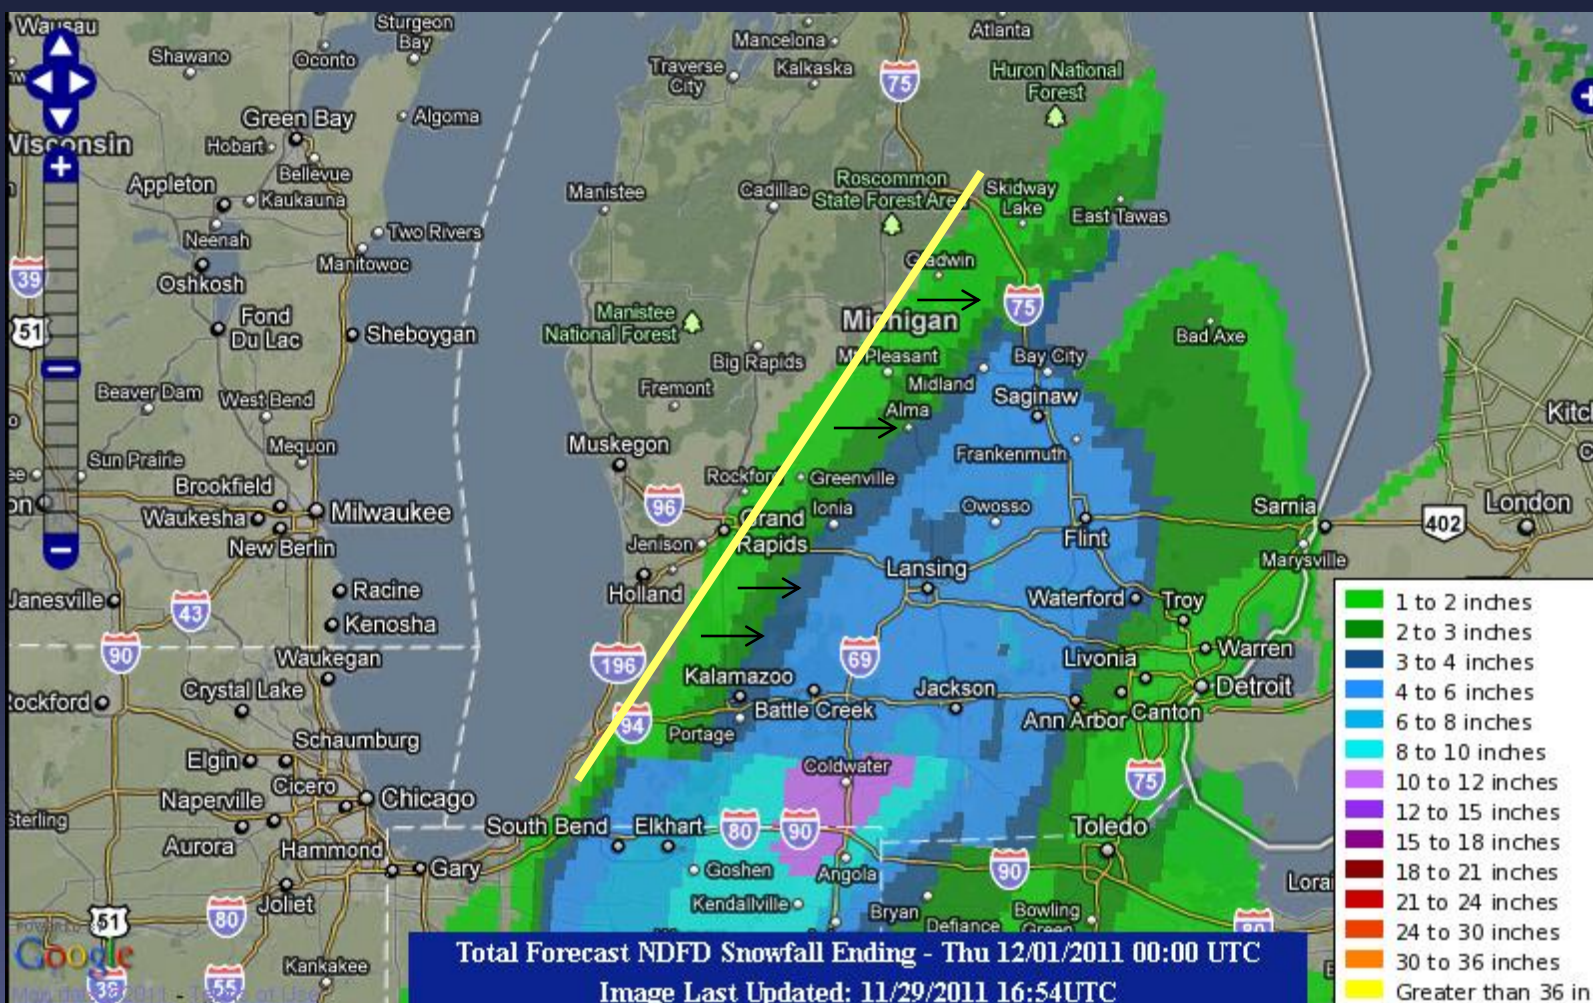 Wausau
Shawano
Oconto
Sturgeon
Bay
Green Bay
Algoma
Hobart
Wisconsin
Bellevue
Appleton
Kaukauna
Neenah
Two Rivers
Manitowoc
Oshkosh
39
51
Fond
Du Lac
Sheboygan
Beaver Dam
West Bend
Mequon
Sun Prairie
Brookfield
Waukesha
Milwaukee
New Berlin
Janesville
Racine
43
Kenosha
90
Waukegan
Rockford
Crystal Lake
Schaumburg
Elgin
Cicero
Naperville
Chicago
Sterling
Aurora
Hammond
Gary
Joliet
51
80
39
55
Kankakee
POWERED BY
Google
Map data ©2011 - Terms of Use
Mancelona
Atlanta
Traverse
City
Kalkaska
75
Huron National
Forest
Manistee
Cadillac
Roscommon
State Forest Area
Skidway
Lake
East Tawas
Gladwin
75
Manistee
National Forest
Michigan
Big Rapids
Mt Pleasant
Bay City
Bad Axe
Fremont
Midland
Saginaw
Alma
Muskegon
Frankenmuth
Rockford
Greenville
96
Ionia
Owosso
Grand
Rapids
Jenison
Flint
Sarnia
402
London
Marysville
Holland
Lansing
Waterford
Troy
196
69
Livonia
Warren
Kalamazoo
Jackson
Detroit
94
Battle Creek
Ann Arbor
Canton
Portage
Coldwater
75
South Bend
Elkhart
80
90
Toledo
Goshen
Angola
90
Kendallville
Bryan
Defiance
Bowling
Green
80
1 to 2 inches
2 to 3 inches
3 to 4 inches
4 to 6 inches
6 to 8 inches
8 to 10 inches
10 to 12 inches
12 to 15 inches
15 to 18 inches
18 to 21 inches
21 to 24 inches
24 to 30 inches
30 to 36 inches
Greater than 36 in
Total Forecast NDFD Snowfall Ending - Thu 12/01/2011 00:00 UTC
Image Last Updated: 11/29/2011 16:54UTC